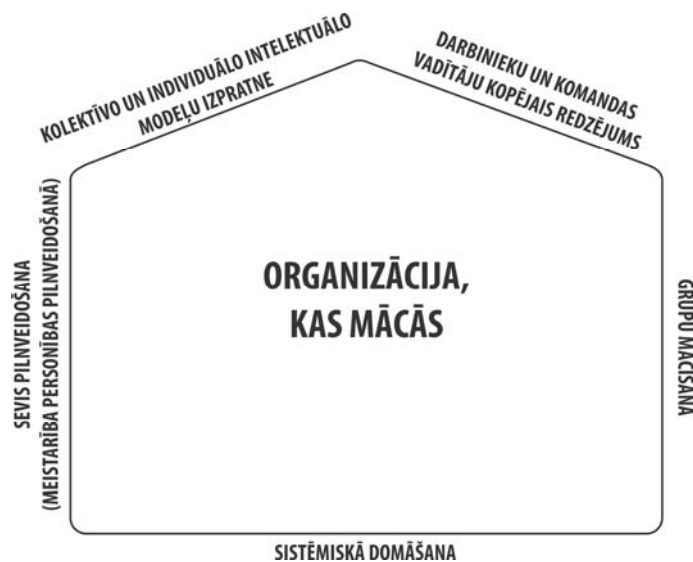 KOLEKTĪVO UN INDIVIDUĀLO INTELEKTUĀLO
MODEĻU IZPRATNE
DARBINIEKU UN KOMANDAS
VADĪTĀJU KOPĒJAIS REDZĒJUMS
SEVIS PILNVEIDOŠANA
(MEISTARĪBA PERSONĪBAS PILNVEIDOŠANĀ)
ORGANIZĀCIJA,
KAS MĀCĀS
GRUPU MĀCĪŠANA
SISTĒMISKĀ DOMĀŠANA